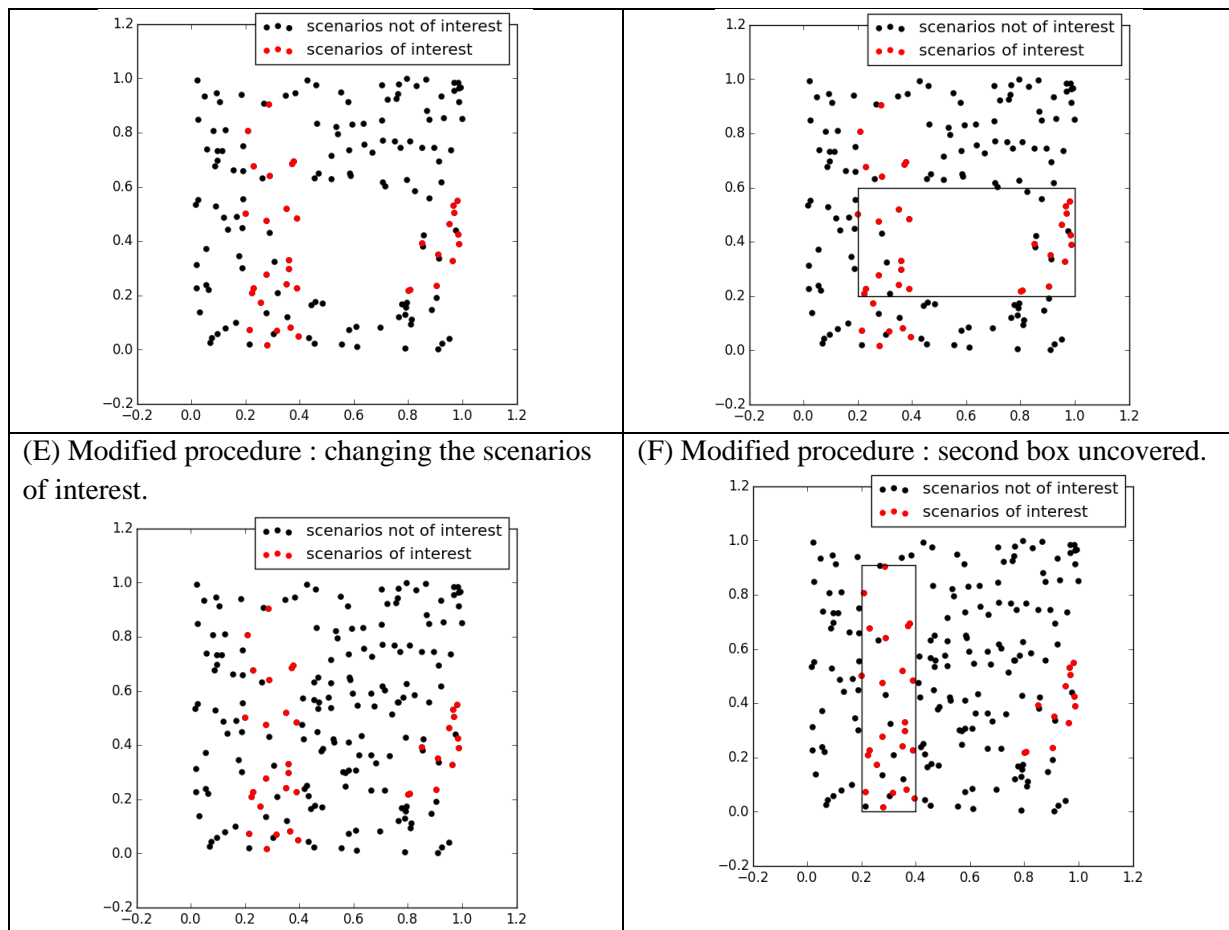 1.2
scenarios not of interest
scenarios of interest
1.0
0.8
0.6
0.4
0.2
0.0
−0.2
−0.2 0.0 0.2 0.4 0.6 0.8 1.0 1.2
1.2
scenarios not of interest
scenarios of interest
1.0
0.8
0.6
0.4
0.2
0.0
−0.2
−0.2 0.0 0.2 0.4 0.6 0.8 1.0 1.2
(E) Modified procedure : changing the scenarios
of interest.
1.2
scenarios not of interest
scenarios of interest
1.0
0.8
0.6
0.4
0.2
0.0
−0.2
−0.2 0.0 0.2 0.4 0.6 0.8 1.0 1.2
(F) Modified procedure : second box uncovered.
1.2
scenarios not of interest
scenarios of interest
1.0
0.8
0.6
0.4
0.2
0.0
−0.2
−0.2 0.0 0.2 0.4 0.6 0.8 1.0 1.2